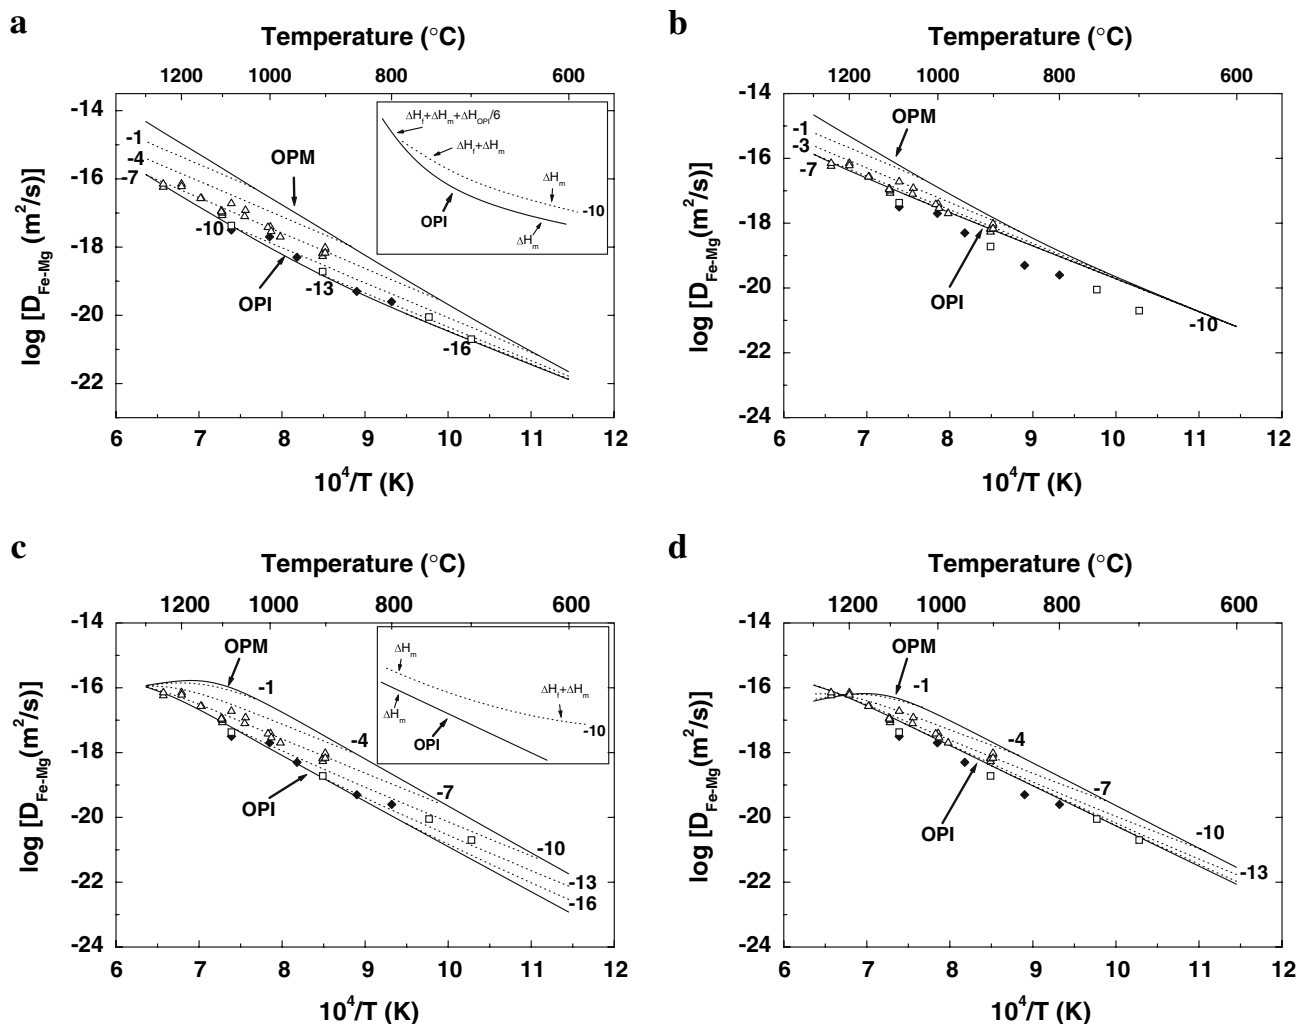 a
Temperature (°C)
1200 1000 800 600
-14
-16
-18
-20
-22
log [D_Fe-Mg (m²/s)]
-1
-4
-7
-10
-13
-16
OPM
OPI
ΔH_f+ΔH_m+ΔH_OPI/6
ΔH_f+ΔH_m
ΔH_m
-10
OPI
ΔH_m
6 7 8 9 10 11 12
10⁴/T (K)
b
Temperature (°C)
1200 1000 800 600
-14
-16
-18
-20
-22
-24
log [D_Fe-Mg (m²/s)]
-1
-3
-7
-10
OPM
OPI
6 7 8 9 10 11 12
10⁴/T (K)
c
Temperature (°C)
1200 1000 800 600
-14
-16
-18
-20
-22
-24
log [D_Fe-Mg(m²/s)]
OPM
-1
-4
-7
-10
-13
-16
OPI
ΔH_m
ΔH_f+ΔH_m
ΔH_m
-10
OPI
6 7 8 9 10 11 12
10⁴/T (K)
d
Temperature (°C)
1200 1000 800 600
-14
-16
-18
-20
-22
-24
log [D_Fe-Mg(m²/s)]
OPM
-1
-4
-7
-10
-13
OPI
6 7 8 9 10 11 12
10⁴/T (K)